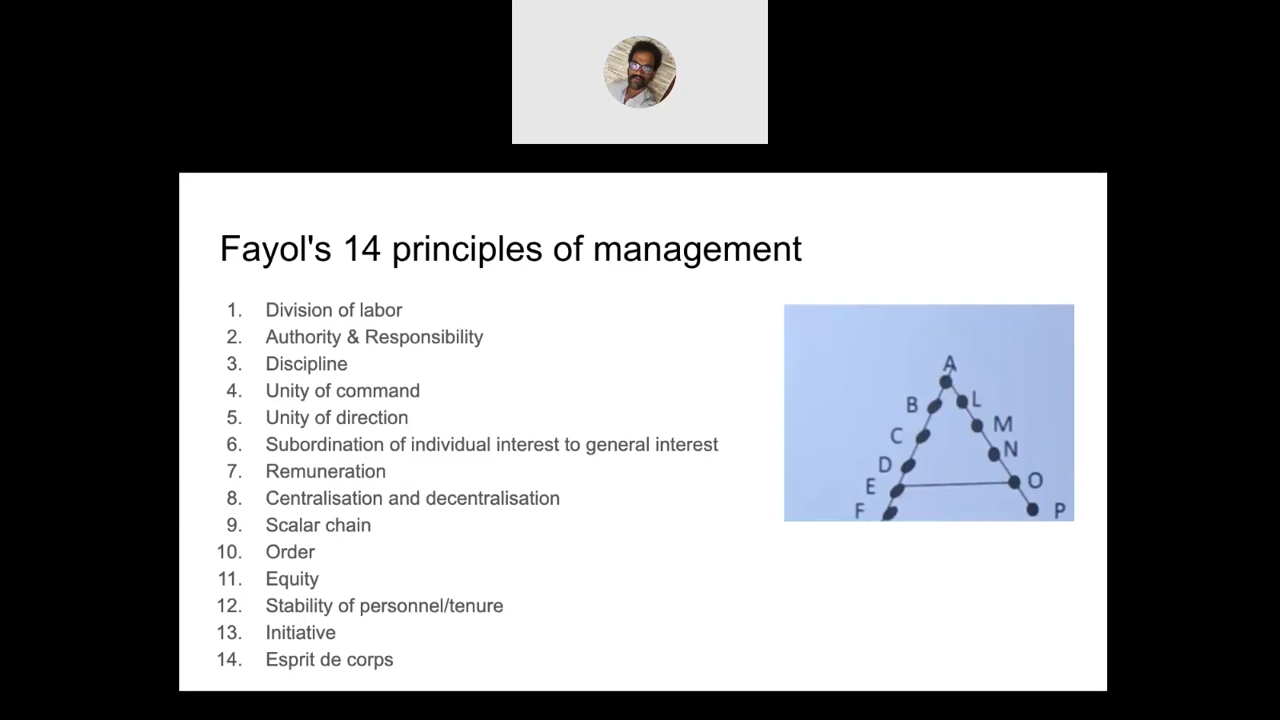 Fayol's 14 principles of management
1. Division of labor
2. Authority & Responsibility
3. Discipline
4. Unity of command
5. Unity of direction
6. Subordination of individual interest to general interest
7. Remuneration
8. Centralisation and decentralisation
9. Scalar chain
10. Order
11. Equity
12. Stability of personnel/tenure
13. Initiative
14. Esprit de corps
A
B L
C M
D N
E O
F P